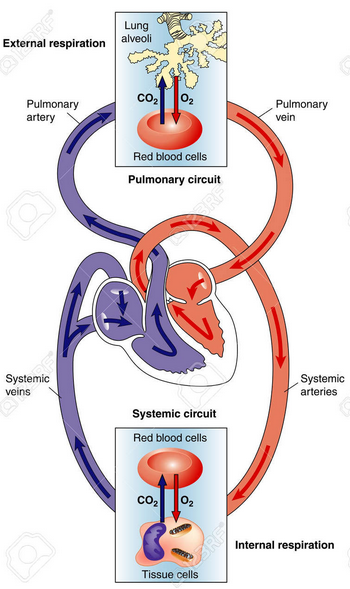 Lung
alveoli
External respiration
CO2
O2
Pulmonary
artery
Pulmonary
vein
Red blood cells
Pulmonary circuit
Systemic
veins
Systemic
arteries
Systemic circuit
Red blood cells
CO2
O2
Internal respiration
Tissue cells
123RF